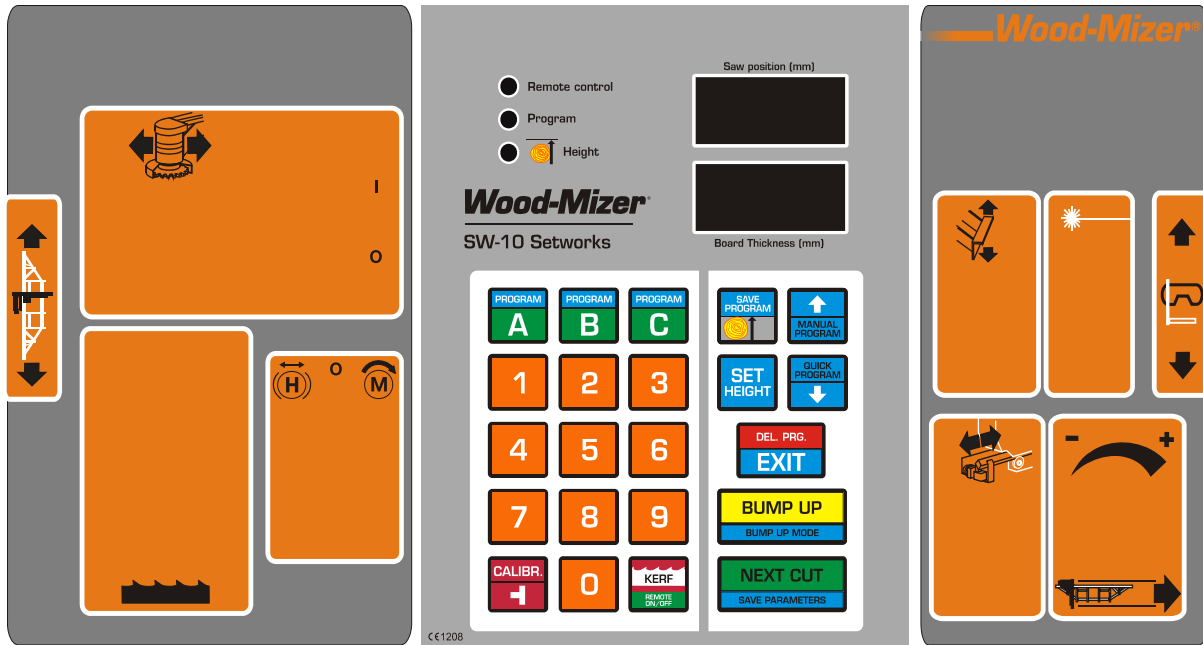 I
O
H
O
M
Remote control
Program
Height
Wood-Mizer®
SW-10 Setworks
Saw position (mm)
Board Thickness (mm)
PROGRAM
A
PROGRAM
B
PROGRAM
C
1
2
3
4
5
6
7
8
9
CALIBR.
0
KERF
REMOTE
ON/OFF
SAVE
PROGRAM
MANUAL
PROGRAM
SET
HEIGHT
QUICK
PROGRAM
DEL. PRG.
EXIT
BUMP UP
BUMP UP MODE
NEXT CUT
SAVE PARAMETERS
CE1208
Wood-Mizer®
- +